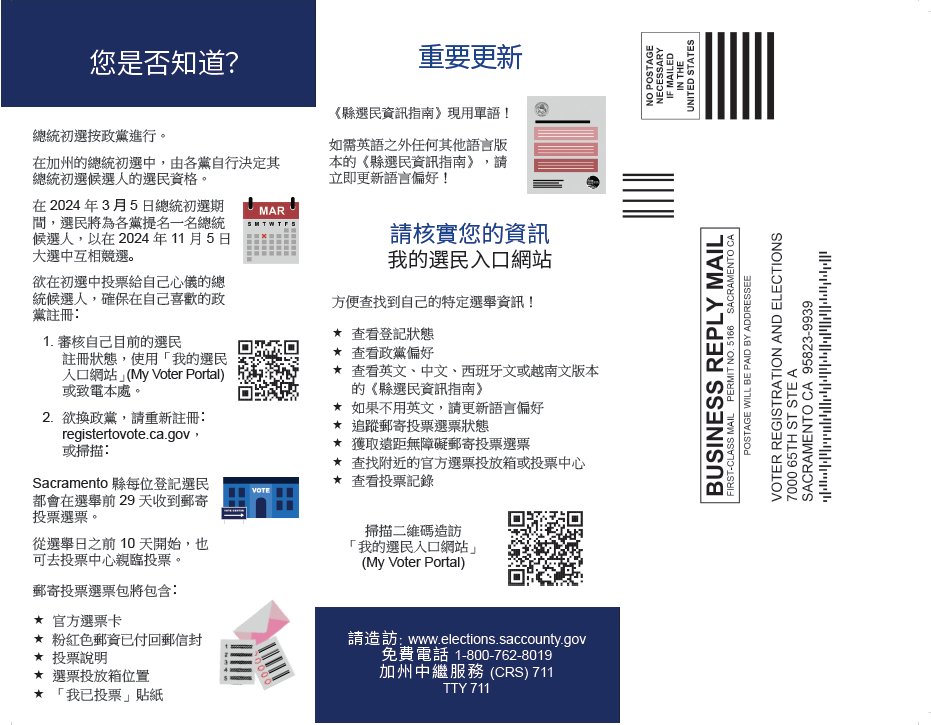 您是否知道?
總統初選按政黨進行。
在加州的總統初選中，由各黨自行決定其
總統初選候選人的選民資格。
在 2024 年 3 月 5 日總統初選期
間，選民將為各黨提名一名總統
候選人，以在 2024 年 11 月 5 日
大選中互相競選。
MAR
S M T W T F S
欲在初選中投票給自己心儀的總
統候選人，確保在自己喜歡的政
黨註冊：
1. 審核自己目前的選民
註冊狀態，使用「我的選民
入口網站」(My Voter Portal)
或致電本處。
2. 欲換政黨，請重新註冊：
registertovote.ca.gov，
或掃描：
Sacramento 縣每位登記選民
都會在選舉前 29 天收到郵寄
投票選票。
VOTE
VOTE CENTER
從選舉日之前 10 天開始，也
可去投票中心親臨投票。
郵寄投票選票包將包含：
★ 官方選票卡
★ 粉紅色郵資已付回郵信封
★ 投票說明
★ 選票投放箱位置
★ 「我已投票」貼紙
1
2
3
4
5
重要更新
《縣選民資訊指南》現用單語！
如需英語之外任何其他語言版
本的《縣選民資訊指南》，請
立即更新語言偏好！
請核實您的資訊
我的選民入口網站
方便查找到自己的特定選舉資訊！
★ 查看登記狀態
★ 查看政黨偏好
★ 查看英文、中文、西班牙文或越南文版本
的《縣選民資訊指南》
★ 如果不用英文，請更新語言偏好
★ 追蹤郵寄投票選票狀態
★ 獲取遠距無障礙郵寄投票選票
★ 查找附近的官方選票投放箱或投票中心
★ 查看投票記錄
掃描二維碼造訪
「我的選民入口網站」
(My Voter Portal)
請造訪: www.elections.saccounty.gov
免費電話 1-800-762-8019
加州中繼服務 (CRS) 711
TTY 711
NO POSTAGE
NECESSARY
IF MAILED
IN THE
UNITED STATES
BUSINESS REPLY MAIL
FIRST-CLASS MAIL PERMIT NO. 5166 SACRAMENTO CA
POSTAGE WILL BE PAID BY ADDRESSEE
VOTER REGISTRATION AND ELECTIONS
7000 65TH ST STE A
SACRAMENTO CA 95823-9939